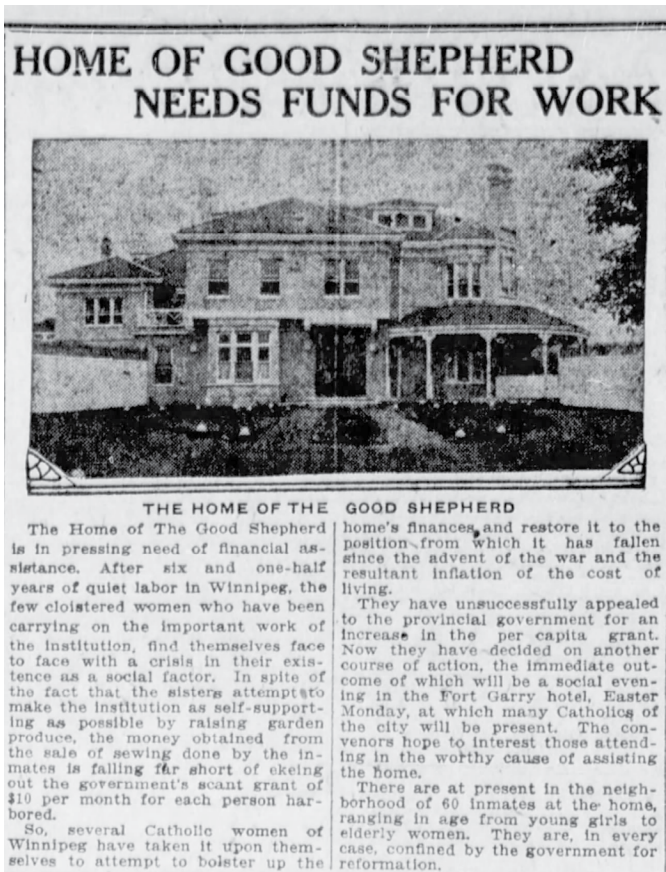 HOME OF GOOD SHEPHERD
NEEDS FUNDS FOR WORK
THE HOME OF THE GOOD SHEPHERD
The Home of The Good Shepherd
is in pressing need of financial as-
sistance. After six and one-half
years of quiet labor in Winnipeg, the
few cloistered women who have been
carrying on the important work of
the institution, find themselves face
to face with a crisis in their exis-
tence as a social factor. In spite of
the fact that the sisters attempt to
make the institution as self-support-
ing as possible by raising garden
produce, the money obtained from
the sale of sewing done by the in-
mates is falling far short of ekeing
out the government's scant grant of
$10 per month for each person har-
bored.
So, several Catholic women of
Winnipeg have taken it upon them-
selves to attempt to bolster up the
home's finances, and restore it to the
position from which it has fallen
since the advent of the war and the
resultant inflation of the cost of
living.
They have unsuccessfully appealed
to the provincial government for an
increase in the per capita grant.
Now they have decided on another
course of action, the immediate out-
come of which will be a social even-
ing in the Fort Garry hotel, Easter
Monday, at which many Catholics of
the city will be present. The con-
venors hope to interest those attend-
ing in the worthy cause of assisting
the home.
There are at present in the neigh-
borhood of 60 inmates at the home,
ranging in age from young girls to
elderly women. They are, in every
case, confined by the government for
reformation.